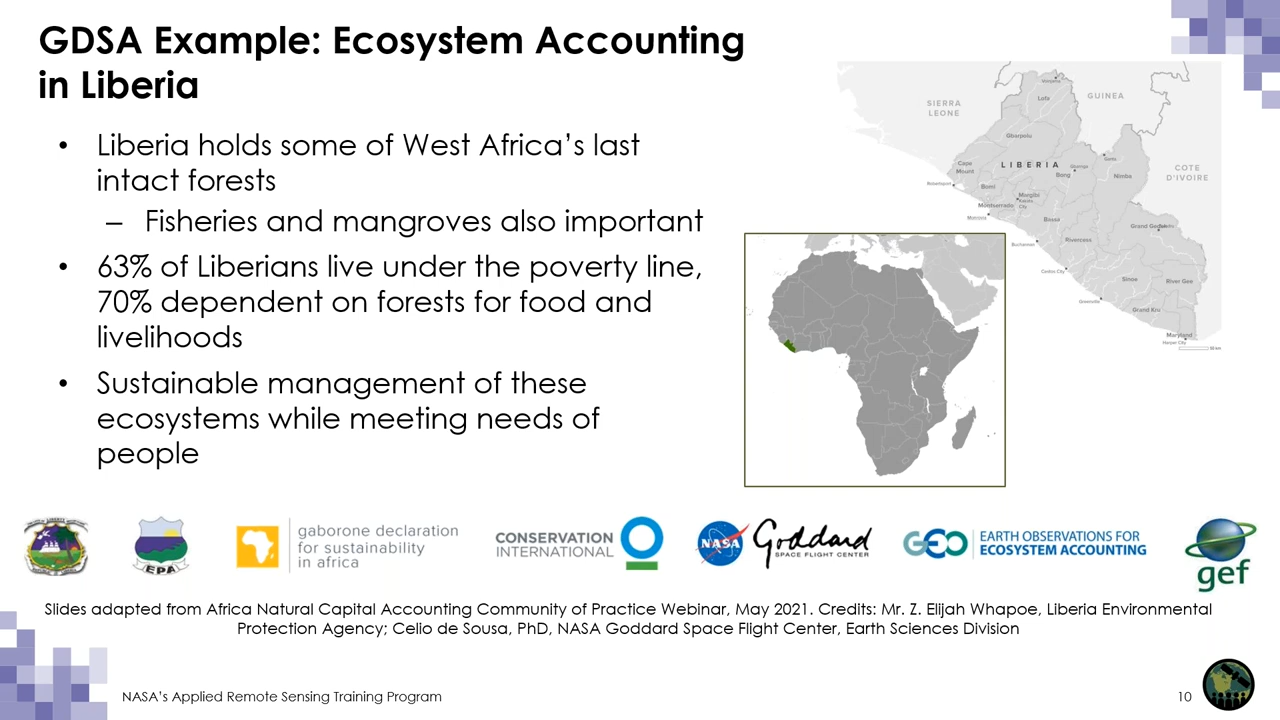 GDSA Example: Ecosystem Accounting
in Liberia
• Liberia holds some of West Africa’s last
intact forests
– Fisheries and mangroves also important
• 63% of Liberians live under the poverty line,
70% dependent on forests for food and
livelihoods
• Sustainable management of these
ecosystems while meeting needs of
people
SIERRA
LEONE
GUINEA
COTE
D'IVOIRE
LIBERIA
Lofa
Gbarpolu
Cape
Mount
Bomi
Bong
Nimba
Margibi
Montserrado
Bassa
Rivercess
Grand Gedeh
Sinoe
River Gee
Grand Kru
Maryland
Harper City
Buchanan
Greenville
Ganta
EPA
gaborone declaration
for sustainability
in africa
CONSERVATION
INTERNATIONAL
NASA
Goddard
SPACE FLIGHT CENTER
GEO
EARTH OBSERVATIONS FOR
ECOSYSTEM ACCOUNTING
gef
Slides adapted from Africa Natural Capital Accounting Community of Practice Webinar, May 2021. Credits: Mr. Z. Elijah Whapoe, Liberia Environmental
Protection Agency; Celio de Sousa, PhD, NASA Goddard Space Flight Center, Earth Sciences Division
NASA’s Applied Remote Sensing Training Program
10